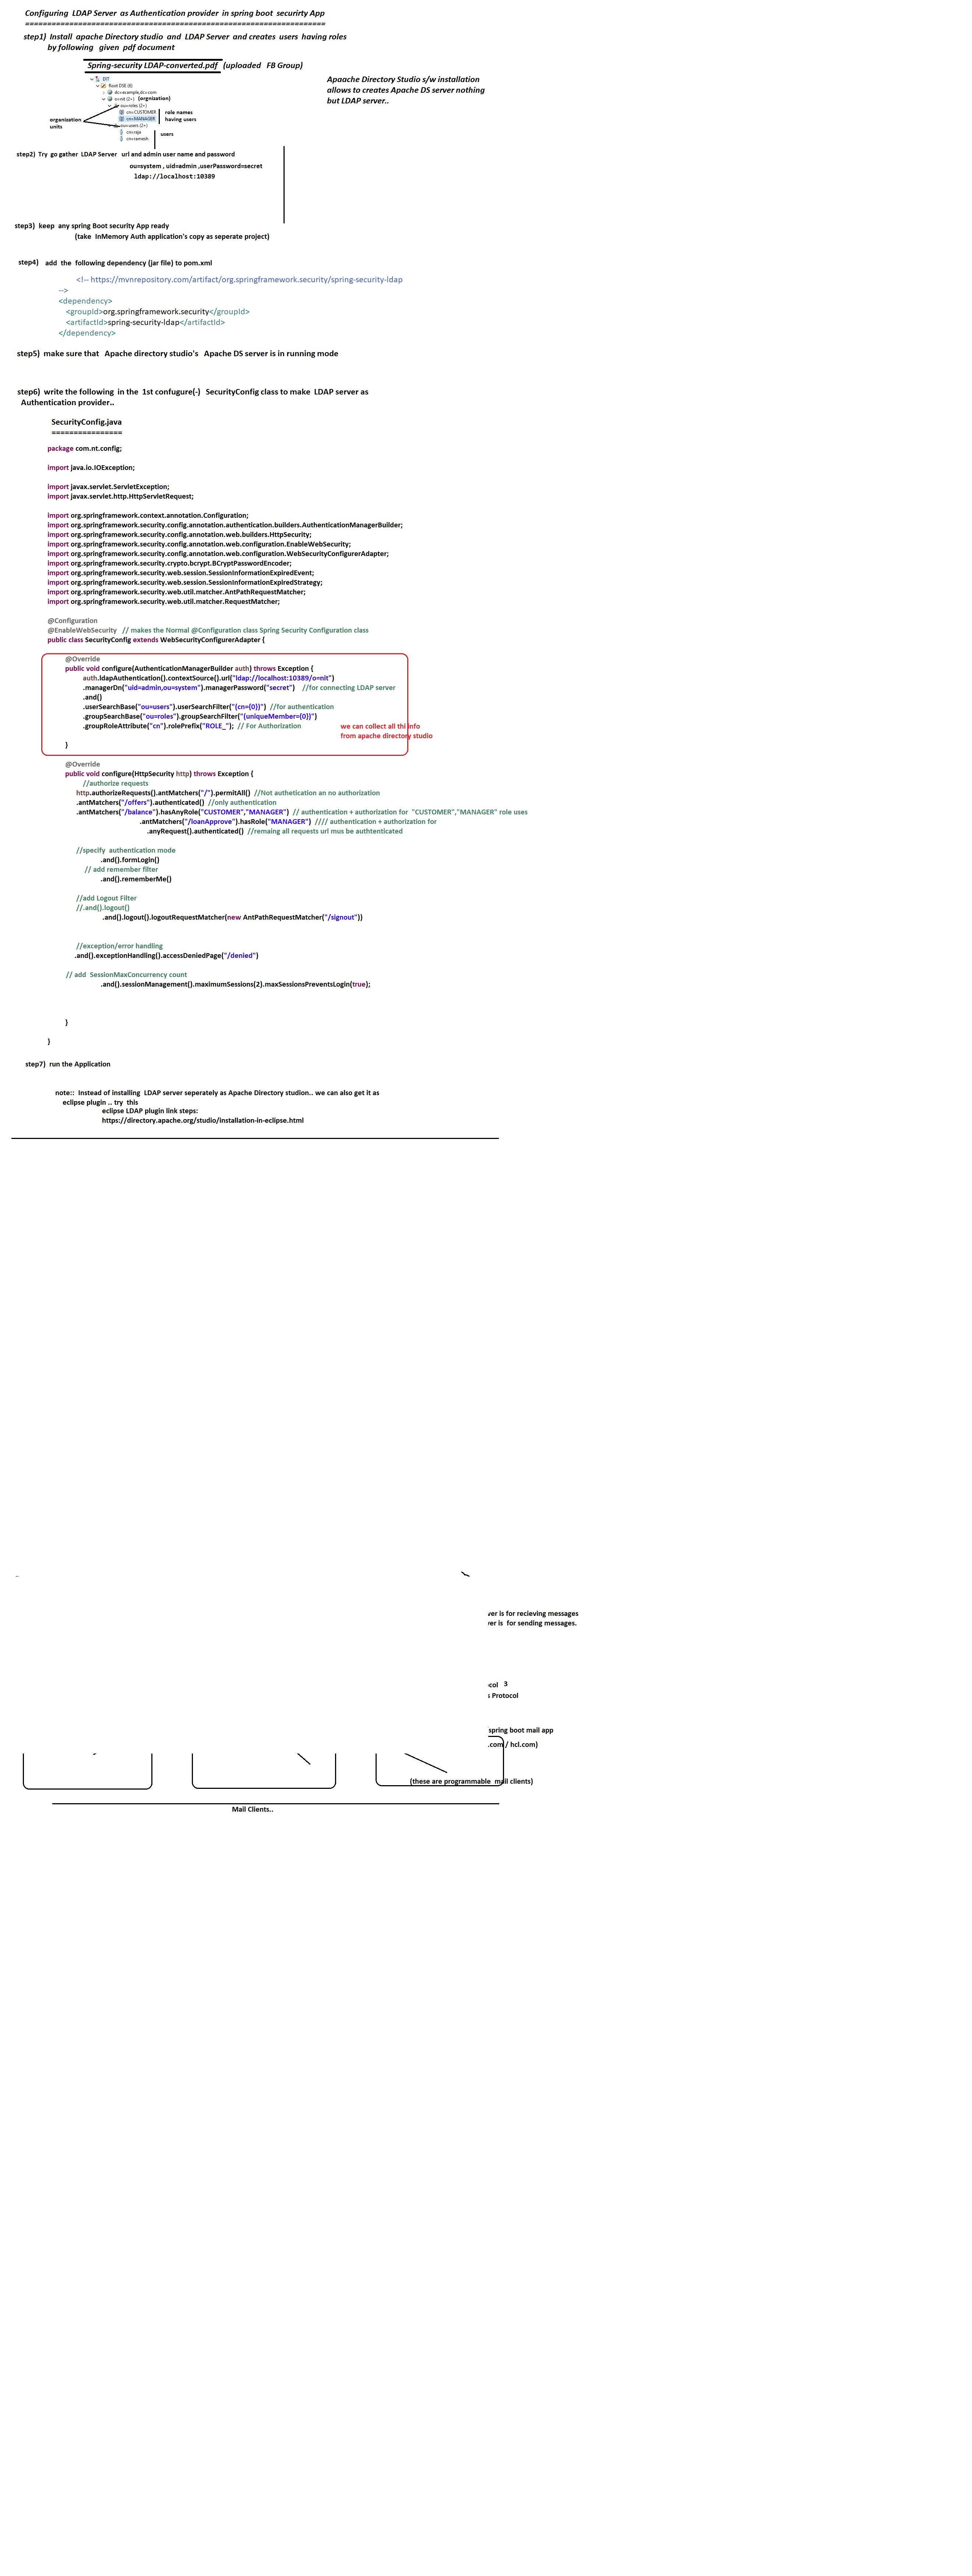 Configuring LDAP Server as Authentication provider in spring boot securirty App
====================================================================
step1) Install apache Directory studio and LDAP Server and creates users having roles
by following given pdf document
Spring-security LDAP-converted.pdf (uploaded FB Group)
Apaache Directory Studio s/w installation
allows to creates Apache DS server nothing
but LDAP server..
DIT
Root DSE (6)
dc=example,dc=com
o=nit (2+) (orgnization)
ou=roles (2+)
cn=CUSTOMER
cn=MANAGER
ou=users (2+)
cn=raja
cn=ramesh
role names
having users
organization
units
users
step2) Try go gather LDAP Server url and admin user name and password
ou=system , uid=admin ,userPassword=secret
ldap://localhost:10389
step3) keep any spring Boot security App ready
(take InMemory Auth application's copy as seperate project)
step4) add the following dependency (jar file) to pom.xml
<!-- https://mvnrepository.com/artifact/org.springframework.security/spring-security-ldap
-->
<dependency>
<groupId>org.springframework.security</groupId>
<artifactId>spring-security-ldap</artifactId>
</dependency>
step5) make sure that Apache directory studio's Apache DS server is in running mode
step6) write the following in the 1st confugure(-) SecurityConfig class to make LDAP server as
Authentication provider..
SecurityConfig.java
================
package com.nt.config;
import java.io.IOException;
import javax.servlet.ServletException;
import javax.servlet.http.HttpServletRequest;
import org.springframework.context.annotation.Configuration;
import org.springframework.security.config.annotation.authentication.builders.AuthenticationManagerBuilder;
import org.springframework.security.config.annotation.web.builders.HttpSecurity;
import org.springframework.security.config.annotation.web.configuration.EnableWebSecurity;
import org.springframework.security.config.annotation.web.configuration.WebSecurityConfigurerAdapter;
import org.springframework.security.crypto.bcrypt.BCryptPasswordEncoder;
import org.springframework.security.web.session.SessionInformationExpiredEvent;
import org.springframework.security.web.session.SessionInformationExpiredStrategy;
import org.springframework.security.web.util.matcher.AntPathRequestMatcher;
import org.springframework.security.web.util.matcher.RequestMatcher;
@Configuration
@EnableWebSecurity // makes the Normal @Configuration class Spring Security Configuration class
public class SecurityConfig extends WebSecurityConfigurerAdapter {
@Override
public void configure(AuthenticationManagerBuilder auth) throws Exception {
auth.ldapAuthentication().contextSource().url("ldap://localhost:10389/o=nit")
.managerDn("uid=admin,ou=system").managerPassword("secret") //for connecting LDAP server
.and()
.userSearchBase("ou=users").userSearchFilter("(cn={0})") //for authentication
.groupSearchBase("ou=roles").groupSearchFilter("(uniqueMember={0})")
.groupRoleAttribute("cn").rolePrefix("ROLE_"); // For Authorization
we can collect all thi info
from apache directory studio
}
@Override
public void configure(HttpSecurity http) throws Exception {
//authorize requests
http.authorizeRequests().antMatchers("/").permitAll() //Not authetication an no authorization
.antMatchers("/offers").authenticated() //only authentication
.antMatchers("/balance").hasAnyRole("CUSTOMER","MANAGER") // authentication + authorization for "CUSTOMER","MANAGER" role uses
.antMatchers("/loanApprove").hasRole("MANAGER") //// authentication + authorization for
.anyRequest().authenticated() //remaing all requests url mus be authtenticated
//specify authentication mode
.and().formLogin()
// add remember filter
.and().rememberMe()
//add Logout Filter
//.and().logout()
.and().logout().logoutRequestMatcher(new AntPathRequestMatcher("/signout"))
//exception/error handling
.and().exceptionHandling().accessDeniedPage("/denied")
// add SessionMaxConcurrency count
.and().sessionManagement().maximumSessions(2).maxSessionsPreventsLogin(true);
}
}
step7) run the Application
note:: Instead of installing LDAP server seperately as Apache Directory studion.. we can also get it as
eclipse plugin .. try this
eclipse LDAP plugin link steps:
https://directory.apache.org/studio/installation-in-eclipse.html
ver is for recieving messages
er is for sending messages.
col 3
s Protocol
spring boot mail app
.com / hcl.com)
(these are programmable mail clients)
Mail Clients..